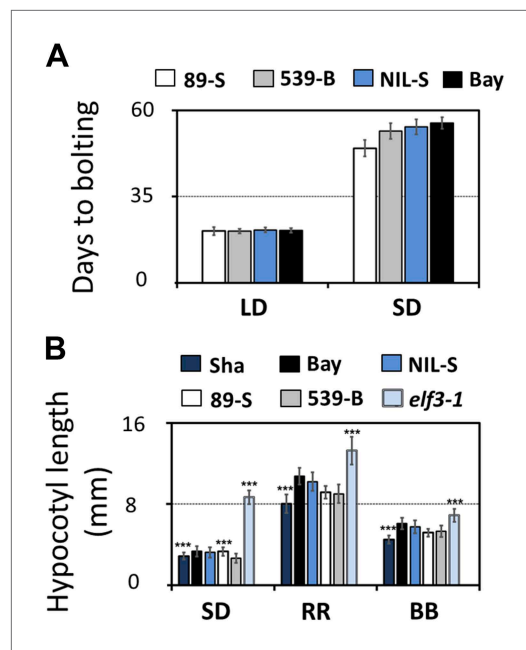 A
89-S 539-B NIL-S Bay
Days to bolting
60
35
0
LD SD
B
Sha Bay NIL-S
89-S 539-B elf3-1
Hypocotyl length
(mm)
16
8
0
*** *** *** *** *** *** ***
SD RR BB